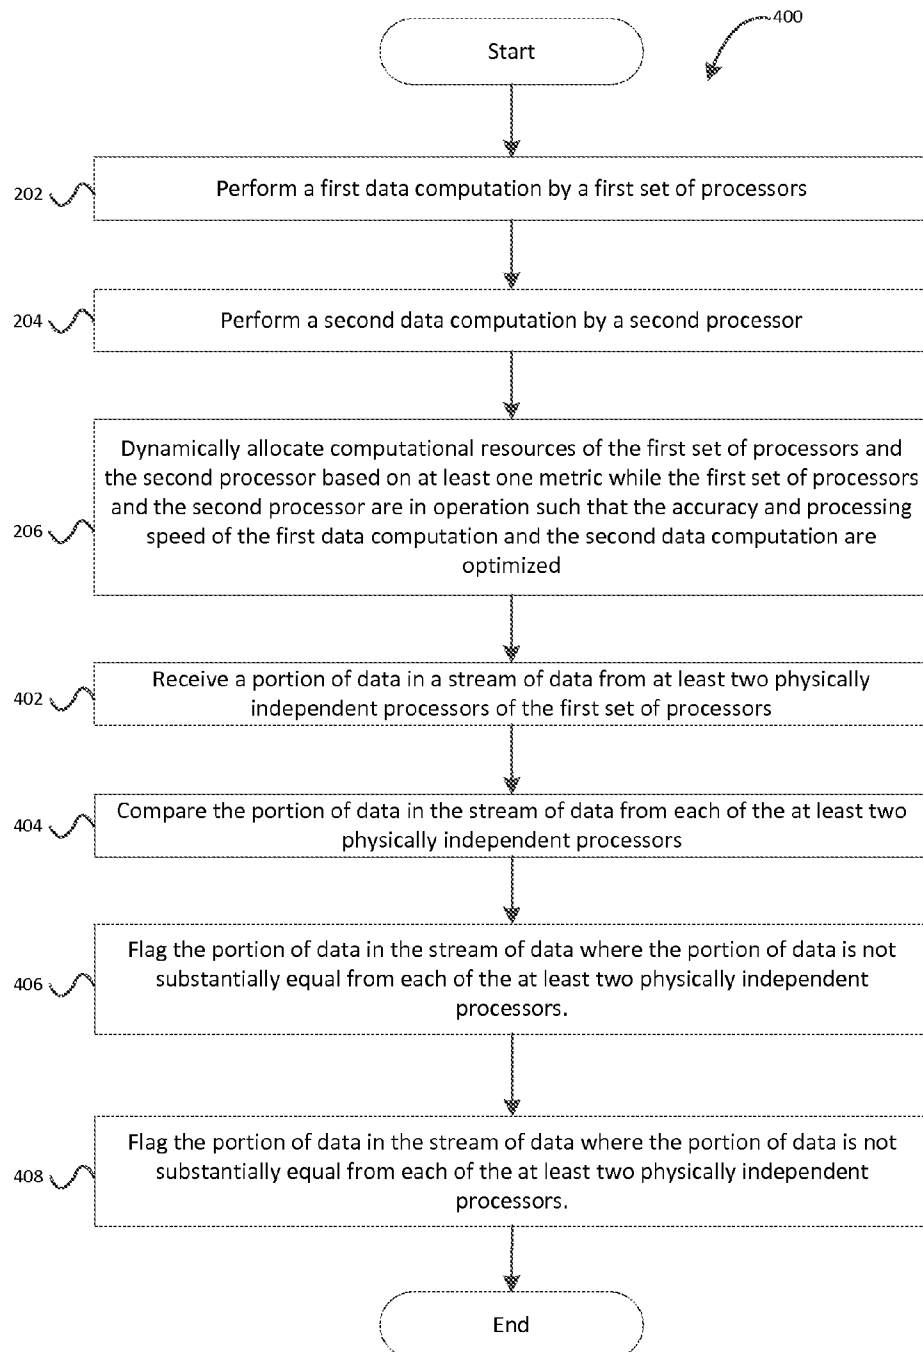 400
Start
202
Perform a first data computation by a first set of processors
204
Perform a second data computation by a second processor
206
Dynamically allocate computational resources of the first set of processors and
the second processor based on at least one metric while the first set of processors
and the second processor are in operation such that the accuracy and processing
speed of the first data computation and the second data computation are
optimized
402
Receive a portion of data in a stream of data from at least two physically
independent processors of the first set of processors
404
Compare the portion of data in the stream of data from each of the at least two
physically independent processors
406
Flag the portion of data in the stream of data where the portion of data is not
substantially equal from each of the at least two physically independent
processors.
408
Flag the portion of data in the stream of data where the portion of data is not
substantially equal from each of the at least two physically independent
processors.
End